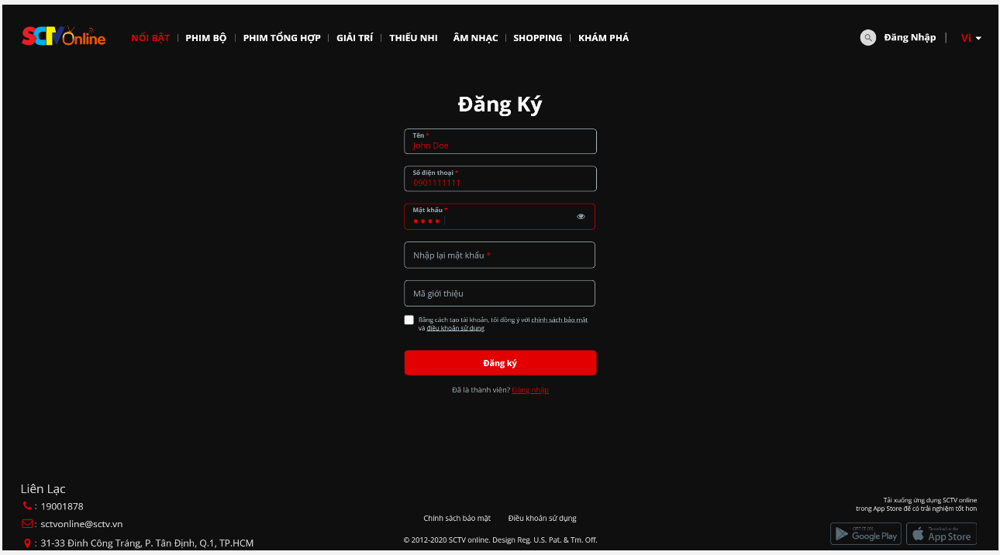 SCTV Online
NỔI BẬT | PHIM BỘ | PHIM TỔNG HỢP | GIẢI TRÍ | THIẾU NHI ÂM NHẠC | SHOPPING | KHÁM PHÁ
Đăng Nhập | Vi
Đăng Ký
Tên *
John Doe
Số điện thoại *
0901111111
Mật khẩu *
Nhập lại mật khẩu *
Mã giới thiệu
Bằng cách tạo tài khoản, tôi đồng ý với chính sách bảo mật
và điều khoản sử dụng
Đăng ký
Đã là thành viên? Đăng nhập
Liên Lạc
: 19001878
: sctvonline@sctv.vn
: 31-33 Đinh Công Tráng, P. Tân Định, Q.1, TP.HCM
Chính sách bảo mật Điều khoản sử dụng
© 2012-2020 SCTV online. Design Reg. U.S. Pat. & Tm. Off.
Tải xuống ứng dụng SCTV online
trong App Store để có trải nghiệm tốt hơn
GET IT ON
Google Play
Download on the
App Store